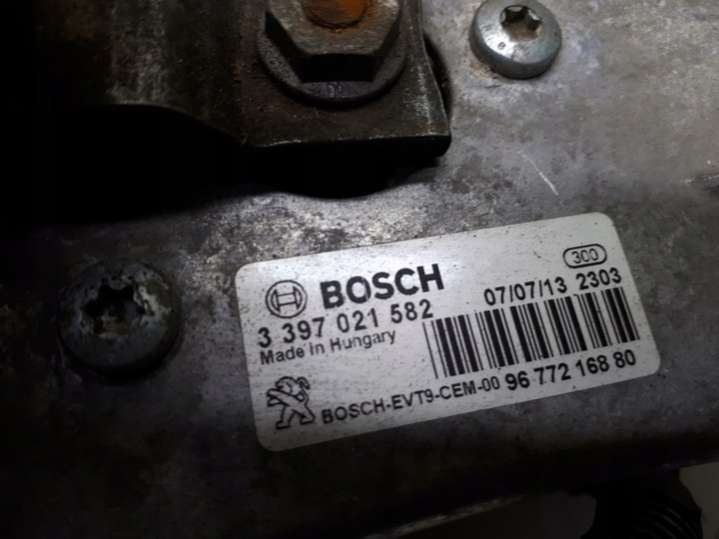 300
BOSCH 07/07/13 2303
3 397 021 582
Made in Hungary
BOSCH-EVT9-CEM-00 96 772 168 80